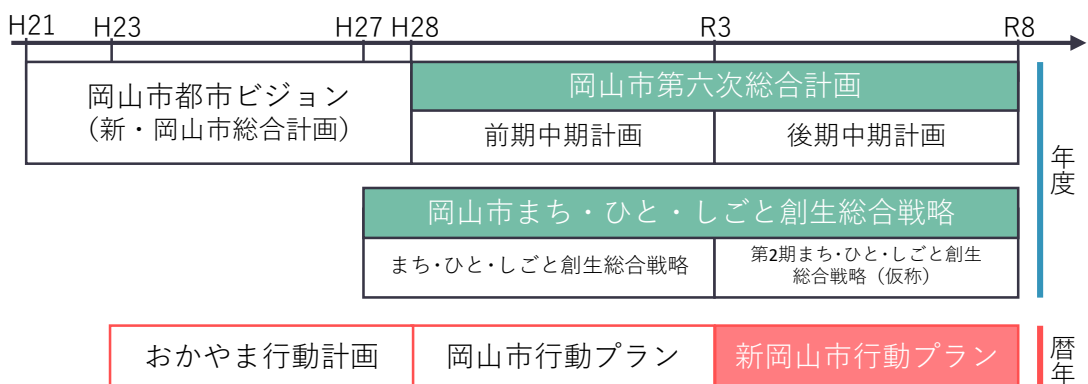 H21 H23 H27 H28 R3 R8
岡山市都市ビジョン
(新・岡山市総合計画)
岡山市第六次総合計画
前期中期計画 後期中期計画
年度
岡山市まち・ひと・しごと創生総合戦略
まち・ひと・しごと創生総合戦略
第2期まち・ひと・しごと創生
総合戦略(仮称)
おかやま行動計画 岡山市行動プラン 新岡山市行動プラン
暦年